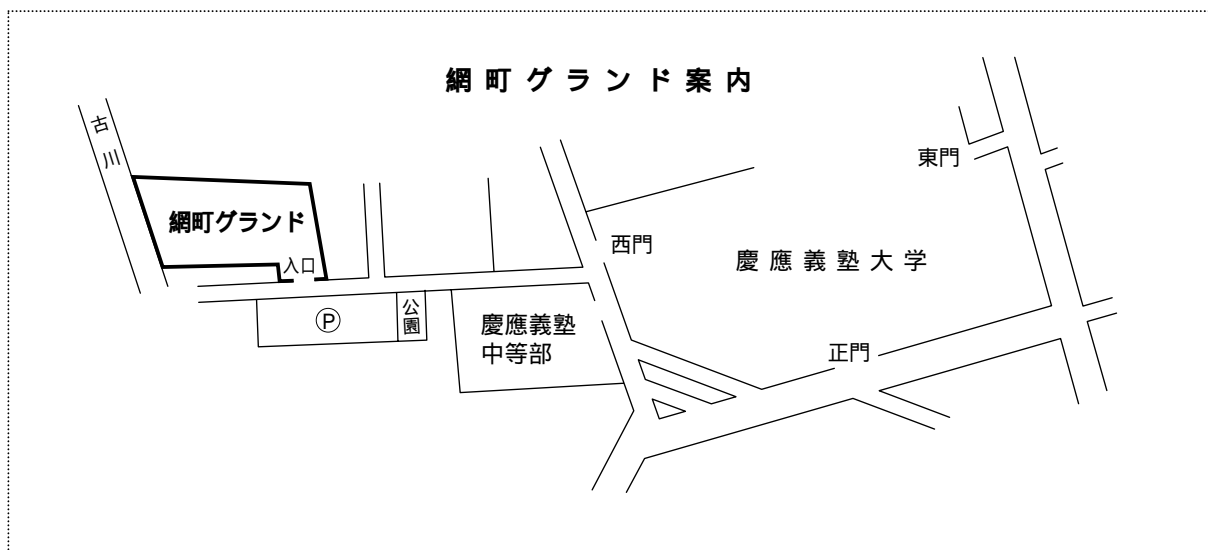 網町グランド案内
古川
東門
網町グランド
西門
慶應義塾大学
入口
公園
Ⓟ
慶應義塾
中等部
正門